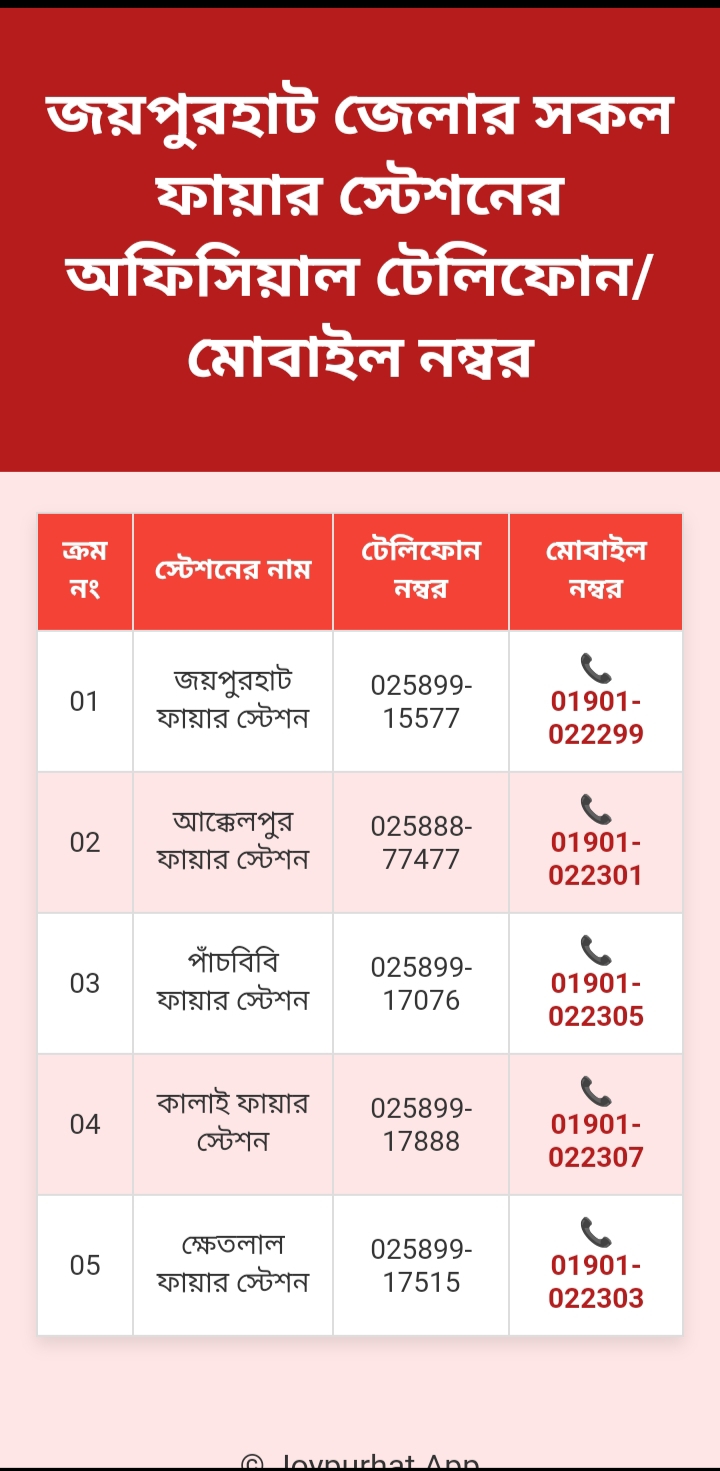 জয়পুরহাট জেলার সকল
ফায়ার স্টেশনের
অফিসিয়াল টেলিফোন/
মোবাইল নম্বর
ক্রম
নং
স্টেশনের নাম
টেলিফোন
নম্বর
মোবাইল
নম্বর
01
জয়পুরহাট
ফায়ার স্টেশন
025899-
15577
01901-
022299
02
আক্কেলপুর
ফায়ার স্টেশন
025888-
77477
01901-
022301
03
পাঁচবিবি
ফায়ার স্টেশন
025899-
17076
01901-
022305
04
কালাই ফায়ার
স্টেশন
025899-
17888
01901-
022307
05
ক্ষেতলাল
ফায়ার স্টেশন
025899-
17515
01901-
022303
© Joypurhat App